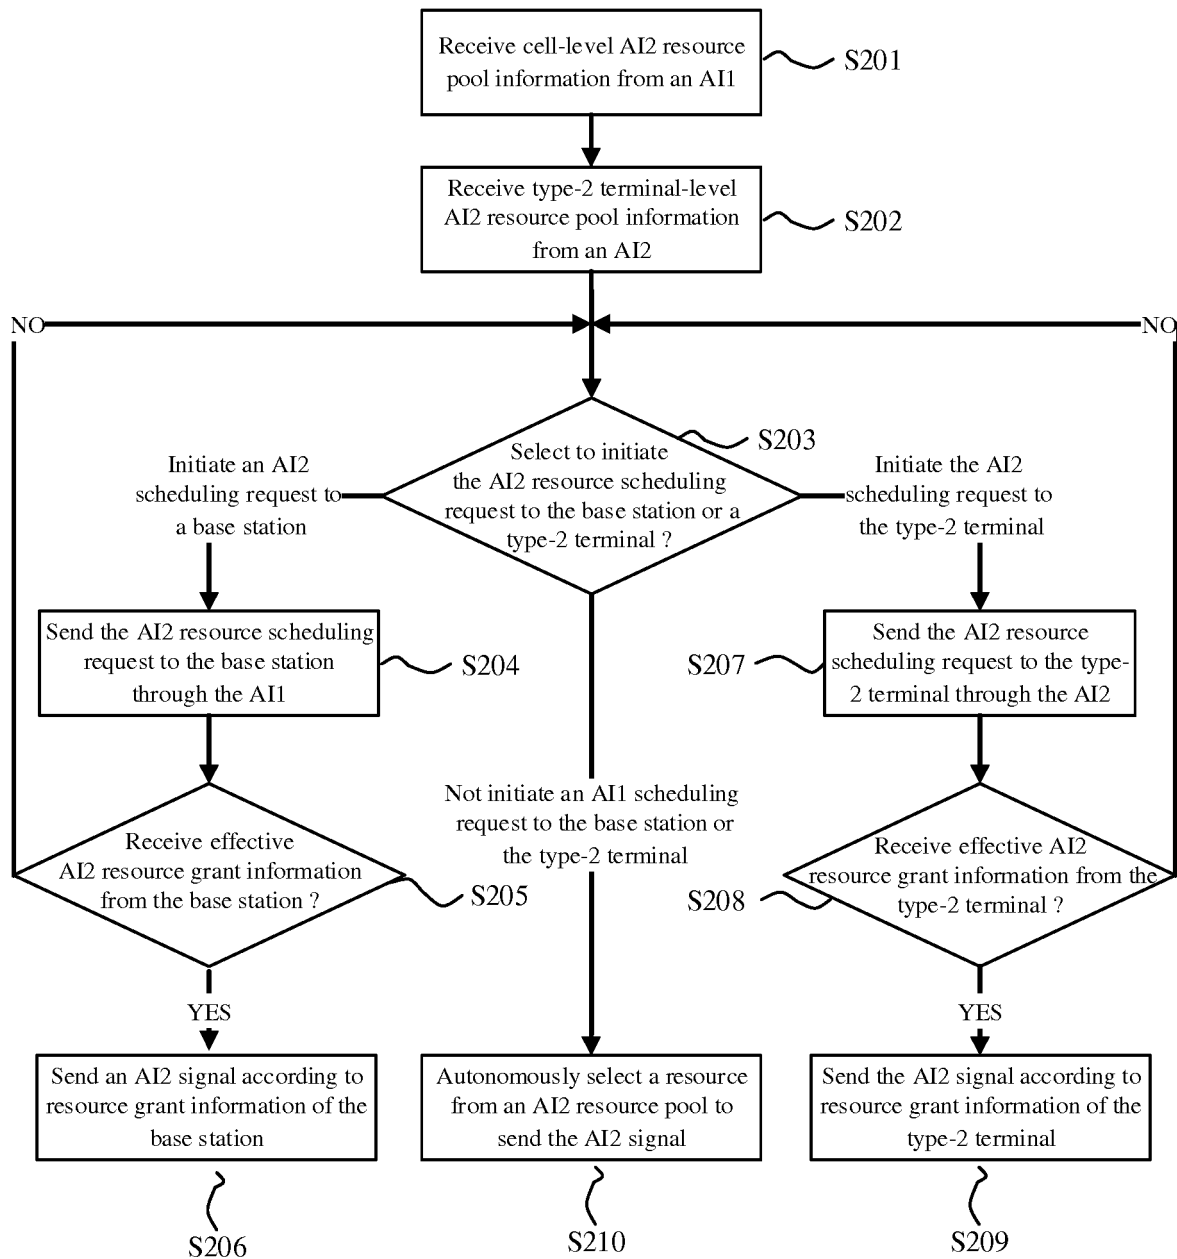 Receive cell-level AI2 resource
pool information from an AI1
S201
Receive type-2 terminal-level
AI2 resource pool information
from an AI2
S202
NO
NO
S203
Select to initiate
the AI2 resource scheduling
request to the base station or a
type-2 terminal ?
Initiate an AI2
scheduling request to
a base station
Initiate the AI2
scheduling request to
the type-2 terminal
Send the AI2 resource scheduling
request to the base station
through the AI1
S204
S207
Send the AI2 resource
scheduling request to the type-
2 terminal through the AI2
Not initiate an AI1 scheduling
request to the base station or
the type-2 terminal
Receive effective
AI2 resource grant information
from the base station ?
S205
S208
Receive effective AI2
resource grant information from the
type-2 terminal ?
YES
YES
Send an AI2 signal according to
resource grant information of the
base station
Autonomously select a resource
from an AI2 resource pool to
send the AI2 signal
Send the AI2 signal according to
resource grant information of the
type-2 terminal
S206
S210
S209